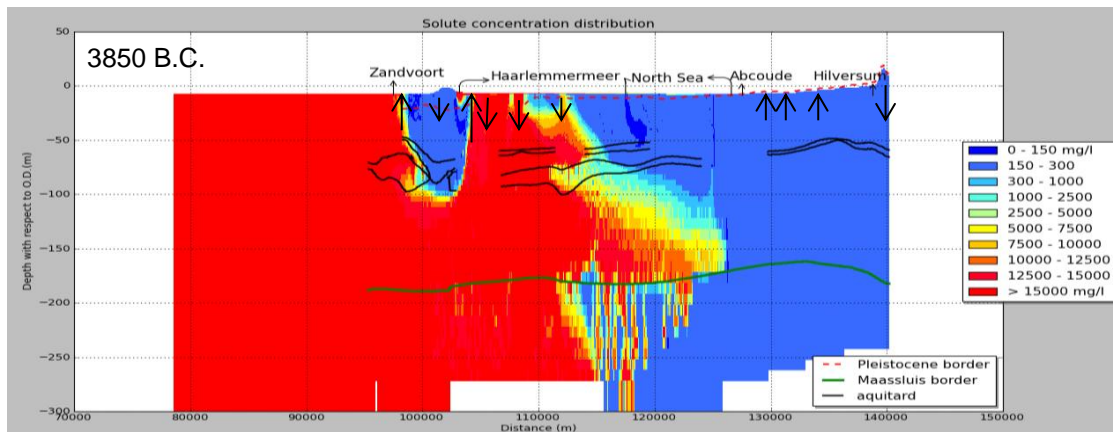 Solute concentration distribution
3850 B.C.
Zandvoort
Haarlemmermeer
North Sea
Abcoude
Hilversum
50
0
−50
−100
−150
−200
−250
−300
Depth with respect to O.D.(m)
0 - 150 mg/l
150 - 300
300 - 1000
1000 - 2500
2500 - 5000
5000 - 7500
7500 - 10000
10000 - 12500
12500 - 15000
> 15000 mg/l
Pleistocene border
Maassluis border
aquitard
70000 80000 90000 100000 110000 120000 130000 140000 150000
Distance (m)